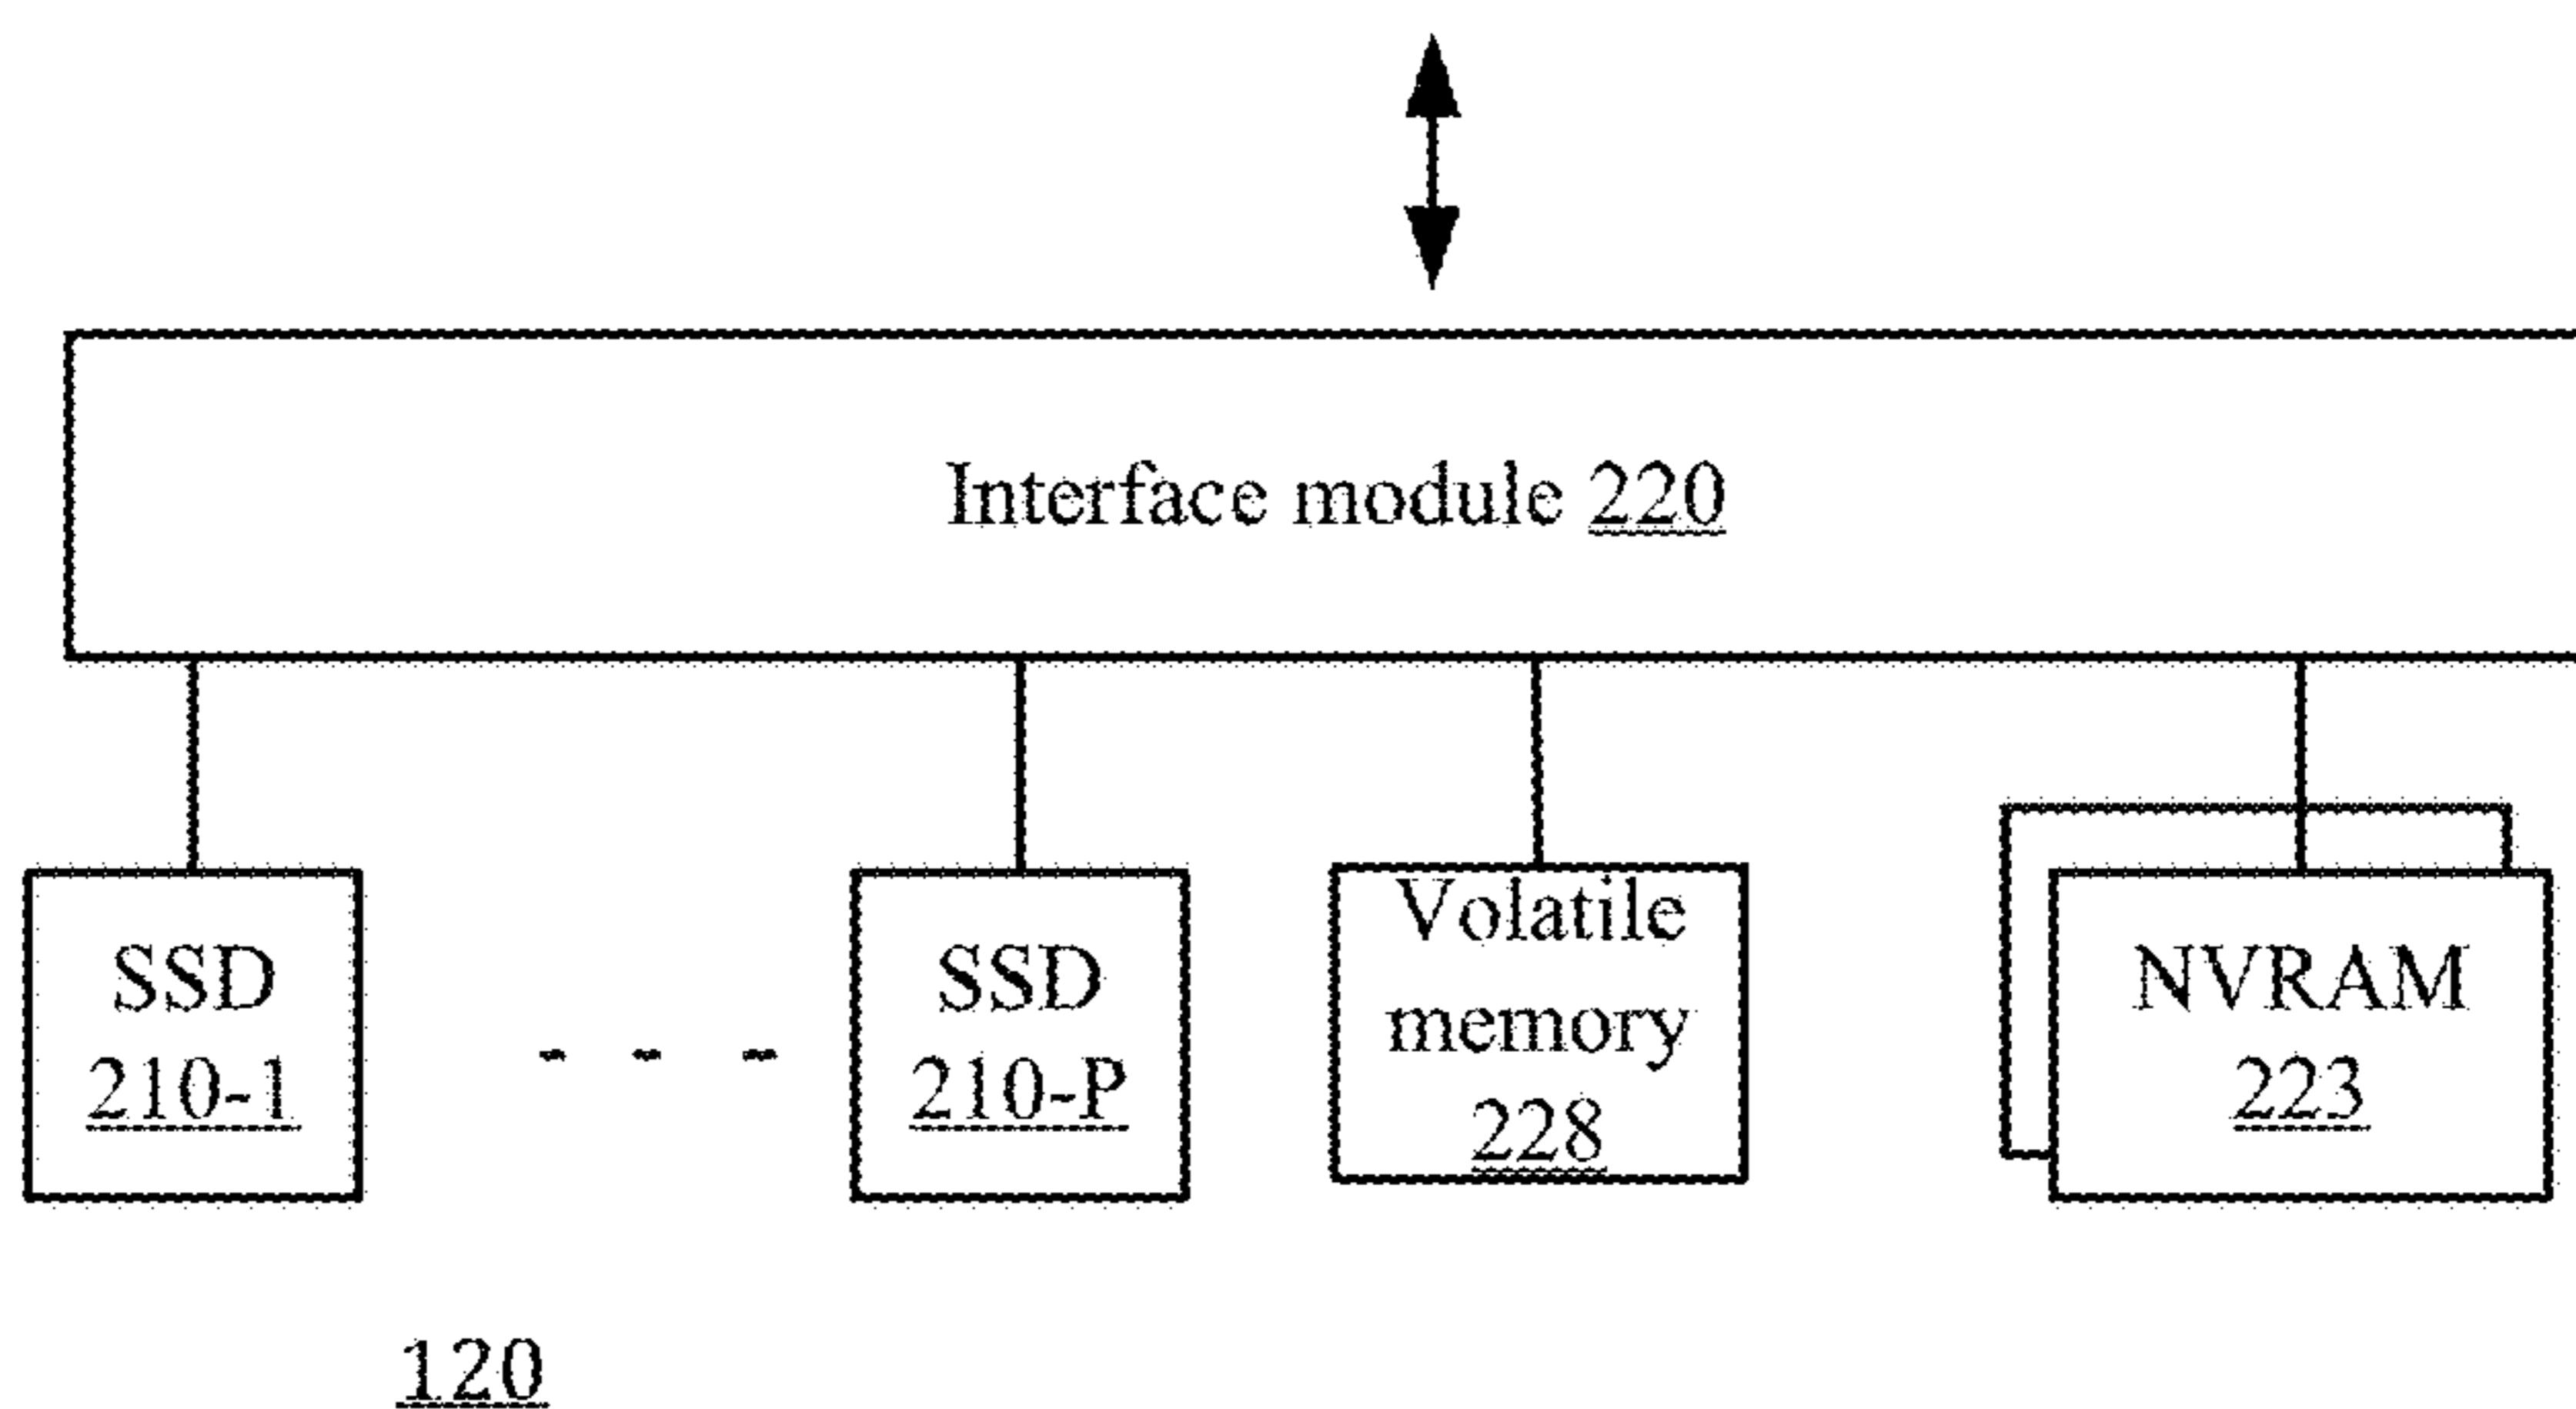 Interface module 220
SSD
210-1
- - -
SSD
210-P
Volatile
memory
228
NVRAM
223
120